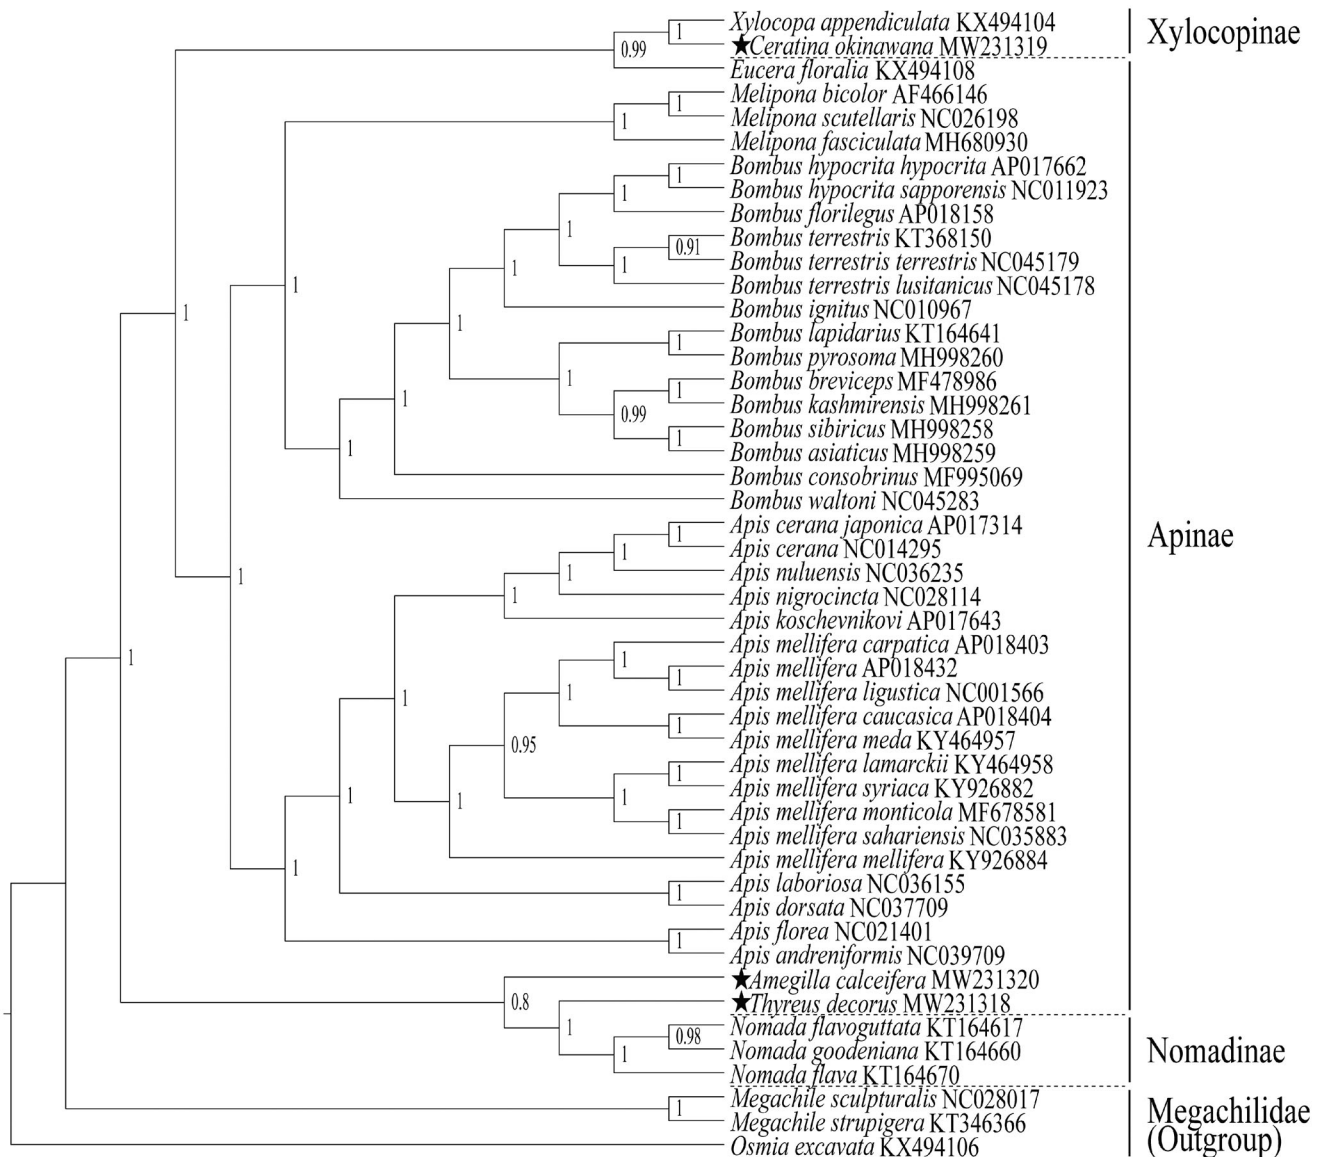 Xylocopa appendiculata KX494104
★Ceratina okinawana MW231319
Eucera floralia KX494108
Melipona bicolor AF466146
Melipona scutellaris NC026198
Melipona fasciculata MH680930
Bombus hypocrita hypocrita AP017662
Bombus hypocrita sapporensis NC011923
Bombus florilegus AP018158
Bombus terrestris KT368150
Bombus terrestris terrestris NC045179
Bombus terrestris lusitanicus NC045178
Bombus ignitus NC010967
Bombus lapidarius KT164641
Bombus pyrosoma MH998260
Bombus breviceps MF478986
Bombus kashmirensis MH998261
Bombus sibiricus MH998258
Bombus asiaticus MH998259
Bombus consobrinus MF995069
Bombus waltoni NC045283
Apis cerana japonica AP017314
Apis cerana NC014295
Apis nuluensis NC036235
Apis nigrocincta NC028114
Apis koschevnikovi AP017643
Apis mellifera carpatica AP018403
Apis mellifera AP018432
Apis mellifera ligustica NC001566
Apis mellifera caucasica AP018404
Apis mellifera meda KY464957
Apis mellifera lamarckii KY464958
Apis mellifera syriaca KY926882
Apis mellifera monticola MF678581
Apis mellifera sahariensis NC035883
Apis mellifera mellifera KY926884
Apis laboriosa NC036155
Apis dorsata NC037709
Apis florea NC021401
Apis andreniformis NC039709
★Amegilla calceifera MW231320
★Thyreus decorus MW231318
Nomada flavoguttata KT164617
Nomada goodeniana KT164660
Nomada flava KT164670
Megachile sculpturalis NC028017
Megachile strupigera KT346366
Osmia excavata KX494106
Xylocopinae
Apinae
Nomadinae
Megachilidae
(Outgroup)
1
0.99
1
1
1
1
1
0.91
1
1
1
1
1
1
1
1
0.99
1
1
1
1
1
1
1
1
1
1
1
1
1
1
0.95
1
1
1
1
1
1
1
1
1
1
0.8
0.98
1
1
1